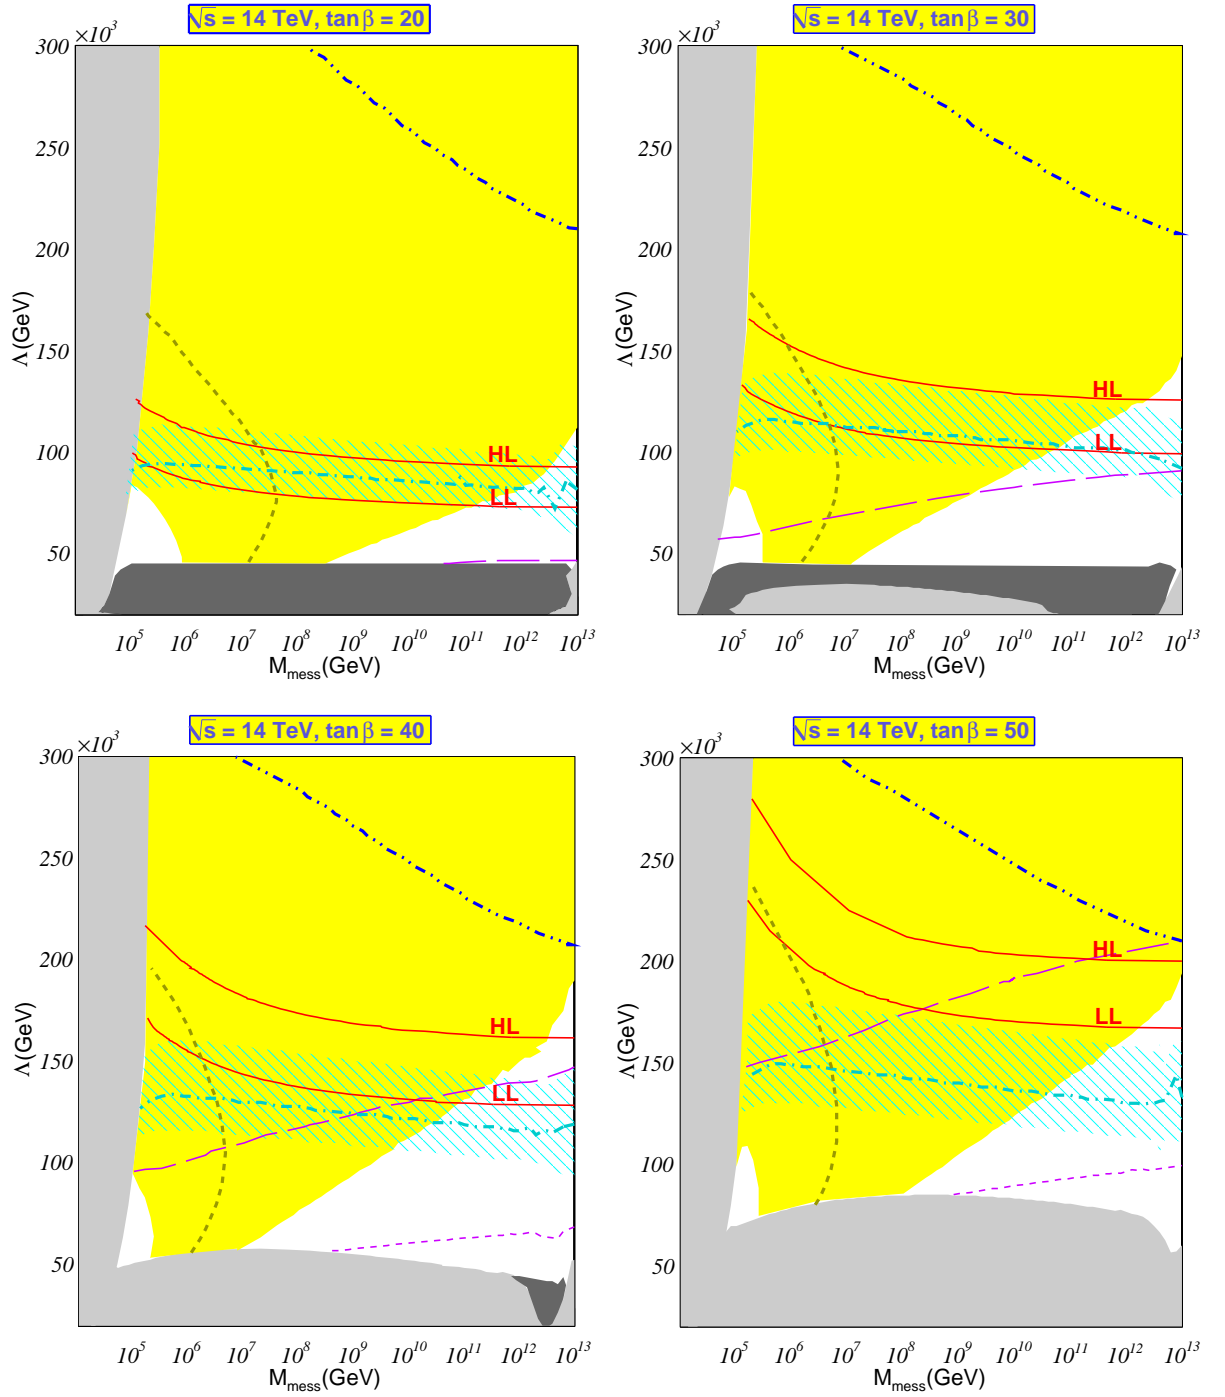 √s = 14 TeV, tan β = 20
×10³
300
250
200
150
100
50
Λ(GeV)
HL
LL
10⁵ 10⁶ 10⁷ 10⁸ 10⁹ 10¹⁰ 10¹¹ 10¹² 10¹³
M_mess(GeV)
√s = 14 TeV, tan β = 30
×10³
300
250
200
150
100
50
Λ(GeV)
HL
LL
10⁵ 10⁶ 10⁷ 10⁸ 10⁹ 10¹⁰ 10¹¹ 10¹² 10¹³
M_mess(GeV)
√s = 14 TeV, tan β = 40
×10³
300
250
200
150
100
50
Λ(GeV)
HL
LL
10⁵ 10⁶ 10⁷ 10⁸ 10⁹ 10¹⁰ 10¹¹ 10¹² 10¹³
M_mess(GeV)
√s = 14 TeV, tan β = 50
×10³
300
250
200
150
100
50
Λ(GeV)
HL
LL
10⁵ 10⁶ 10⁷ 10⁸ 10⁹ 10¹⁰ 10¹¹ 10¹² 10¹³
M_mess(GeV)